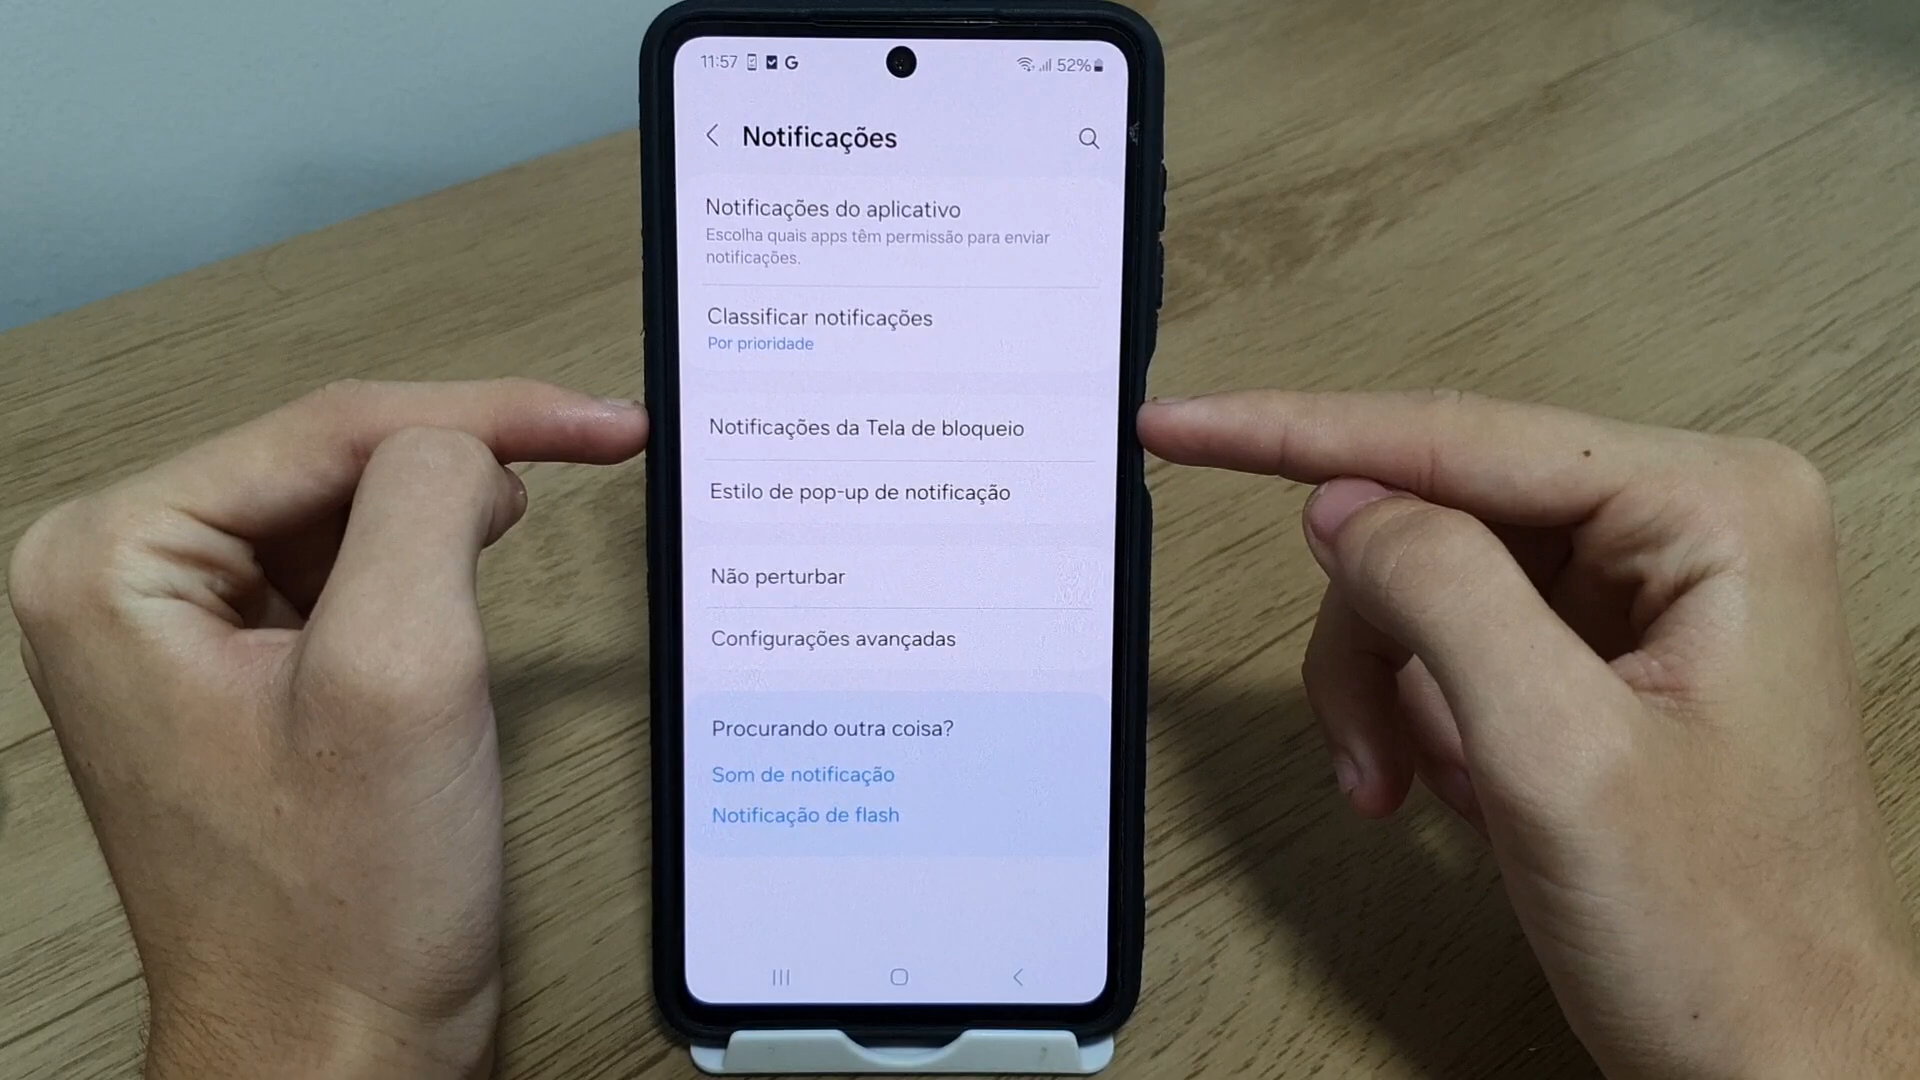 11:57 G 52%
Notificações
Notificações do aplicativo
Escolha quais apps têm permissão para enviar
notificações.
Classificar notificações
Por prioridade
Notificações da Tela de bloqueio
Estilo de pop-up de notificação
Não perturbar
Configurações avançadas
Procurando outra coisa?
Som de notificação
Notificação de flash